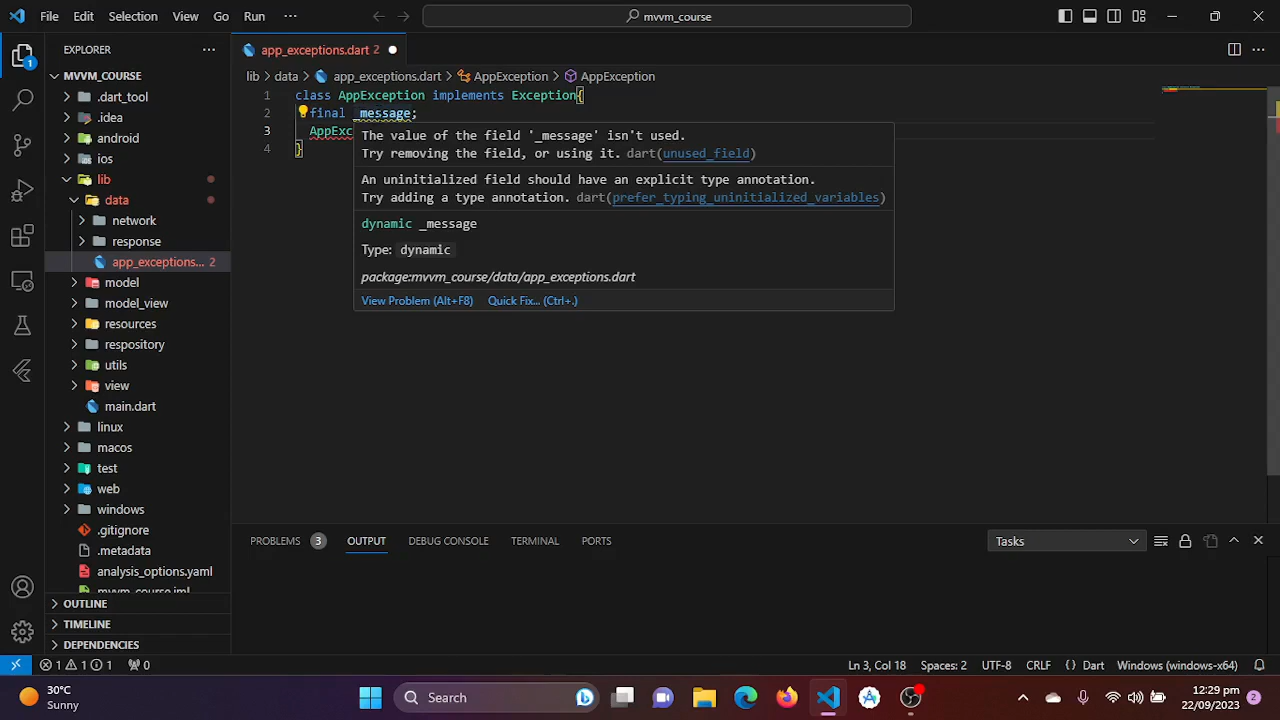 File Edit Selection View Go Run ··· mvvm_course
EXPLORER ···
app_exceptions.dart 2
MVVM_COURSE
.dart_tool
.idea
android
ios
lib
data
network
response
app_exceptions... 2
model
model_view
resources
respository
utils
view
main.dart
linux
macos
test
web
windows
.gitignore
.metadata
analysis_options.yaml
mvvm_course.iml
OUTLINE
TIMELINE
DEPENDENCIES
lib > data > app_exceptions.dart > AppException > AppException
1 class AppException implements Exception{
2 final _message;
3 AppExc
4 }
The value of the field '_message' isn't used.
Try removing the field, or using it. dart(unused_field)
An uninitialized field should have an explicit type annotation.
Try adding a type annotation. dart(prefer_typing_uninitialized_variables)
dynamic _message
Type: dynamic
package:mvvm_course/data/app_exceptions.dart
View Problem (Alt+F8) Quick Fix... (Ctrl+.)
PROBLEMS 3 OUTPUT DEBUG CONSOLE TERMINAL PORTS Tasks
1 1 1 0 Ln 3, Col 18 Spaces: 2 UTF-8 CRLF {} Dart Windows (windows-x64)
30°C
Sunny
Search
12:29 pm
22/09/2023
2
1